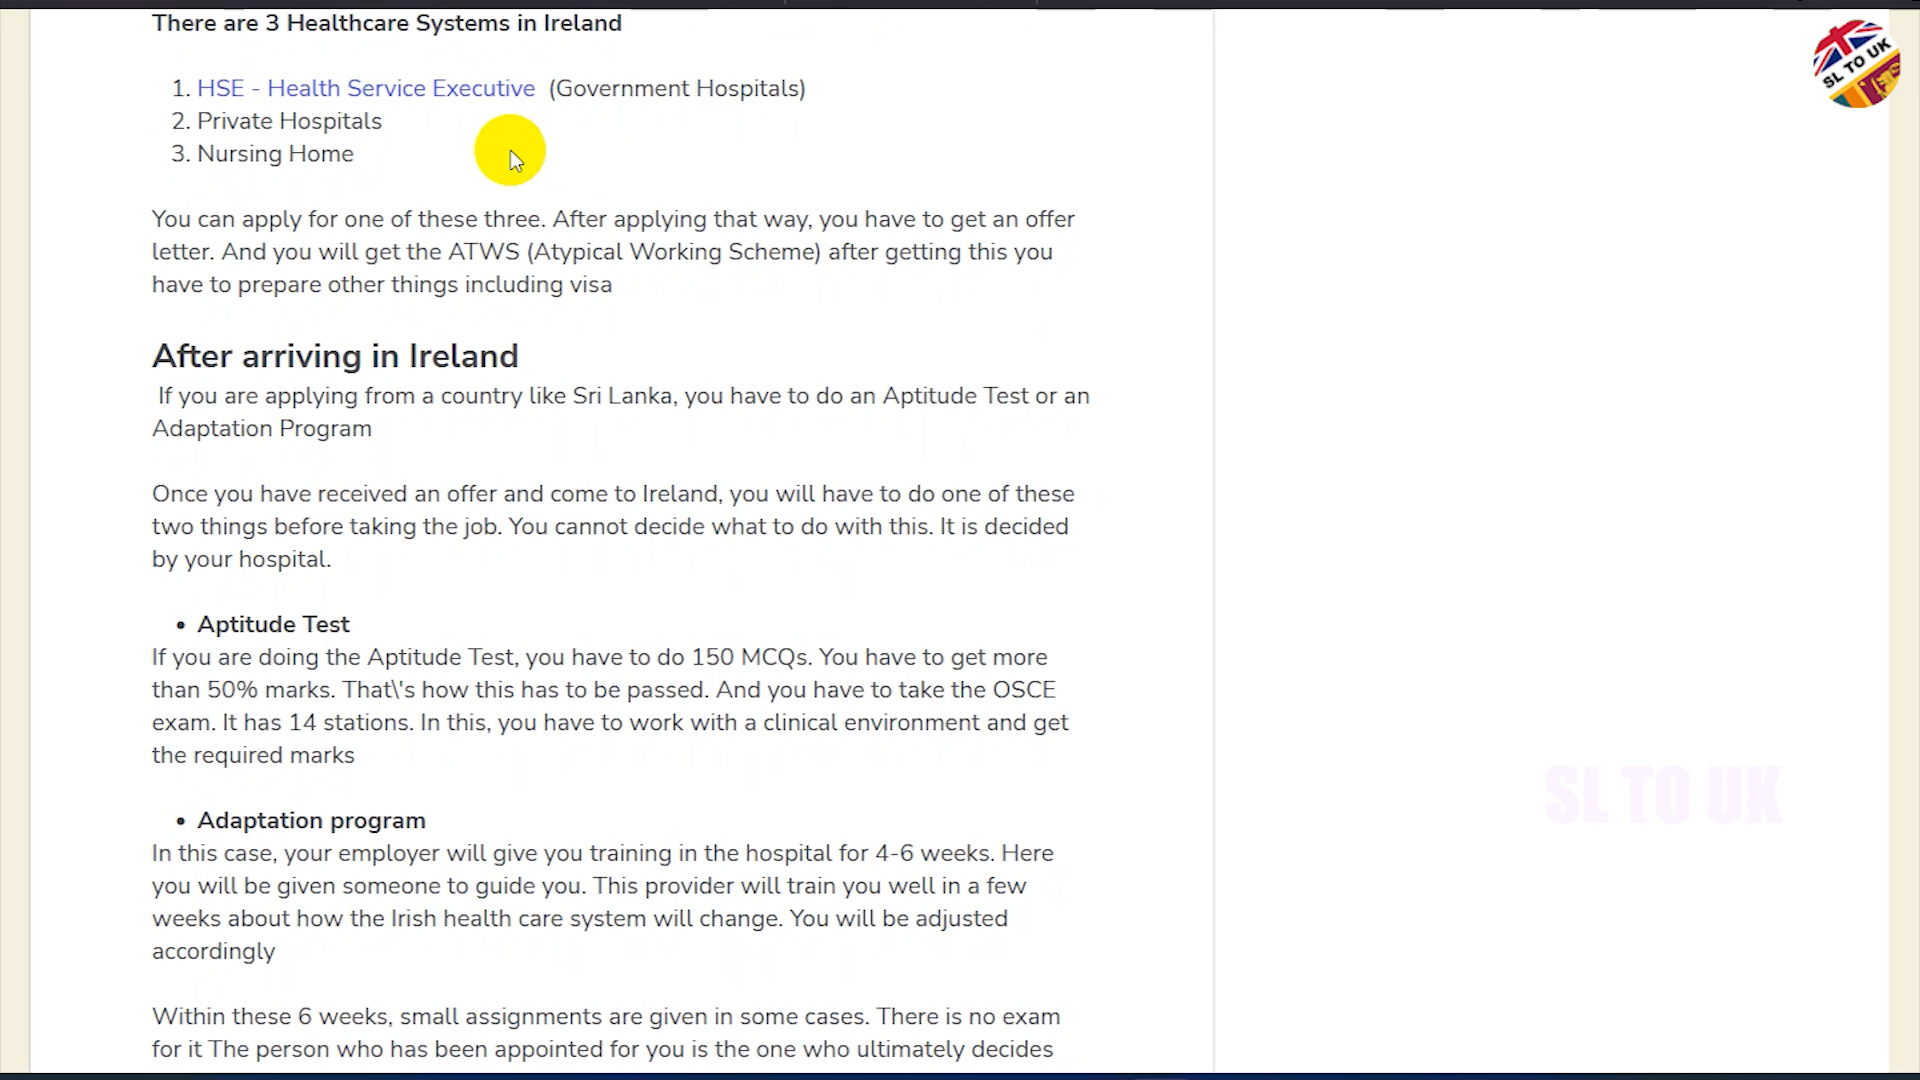 There are 3 Healthcare Systems in Ireland
SL TO UK
1. HSE - Health Service Executive (Government Hospitals)
2. Private Hospitals
3. Nursing Home
You can apply for one of these three. After applying that way, you have to get an offer
letter. And you will get the ATWS (Atypical Working Scheme) after getting this you
have to prepare other things including visa
After arriving in Ireland
If you are applying from a country like Sri Lanka, you have to do an Aptitude Test or an
Adaptation Program
Once you have received an offer and come to Ireland, you will have to do one of these
two things before taking the job. You cannot decide what to do with this. It is decided
by your hospital.
• Aptitude Test
If you are doing the Aptitude Test, you have to do 150 MCQs. You have to get more
than 50% marks. That\'s how this has to be passed. And you have to take the OSCE
exam. It has 14 stations. In this, you have to work with a clinical environment and get
the required marks
SL TO UK
• Adaptation program
In this case, your employer will give you training in the hospital for 4-6 weeks. Here
you will be given someone to guide you. This provider will train you well in a few
weeks about how the Irish health care system will change. You will be adjusted
accordingly
Within these 6 weeks, small assignments are given in some cases. There is no exam
for it The person who has been appointed for you is the one who ultimately decides